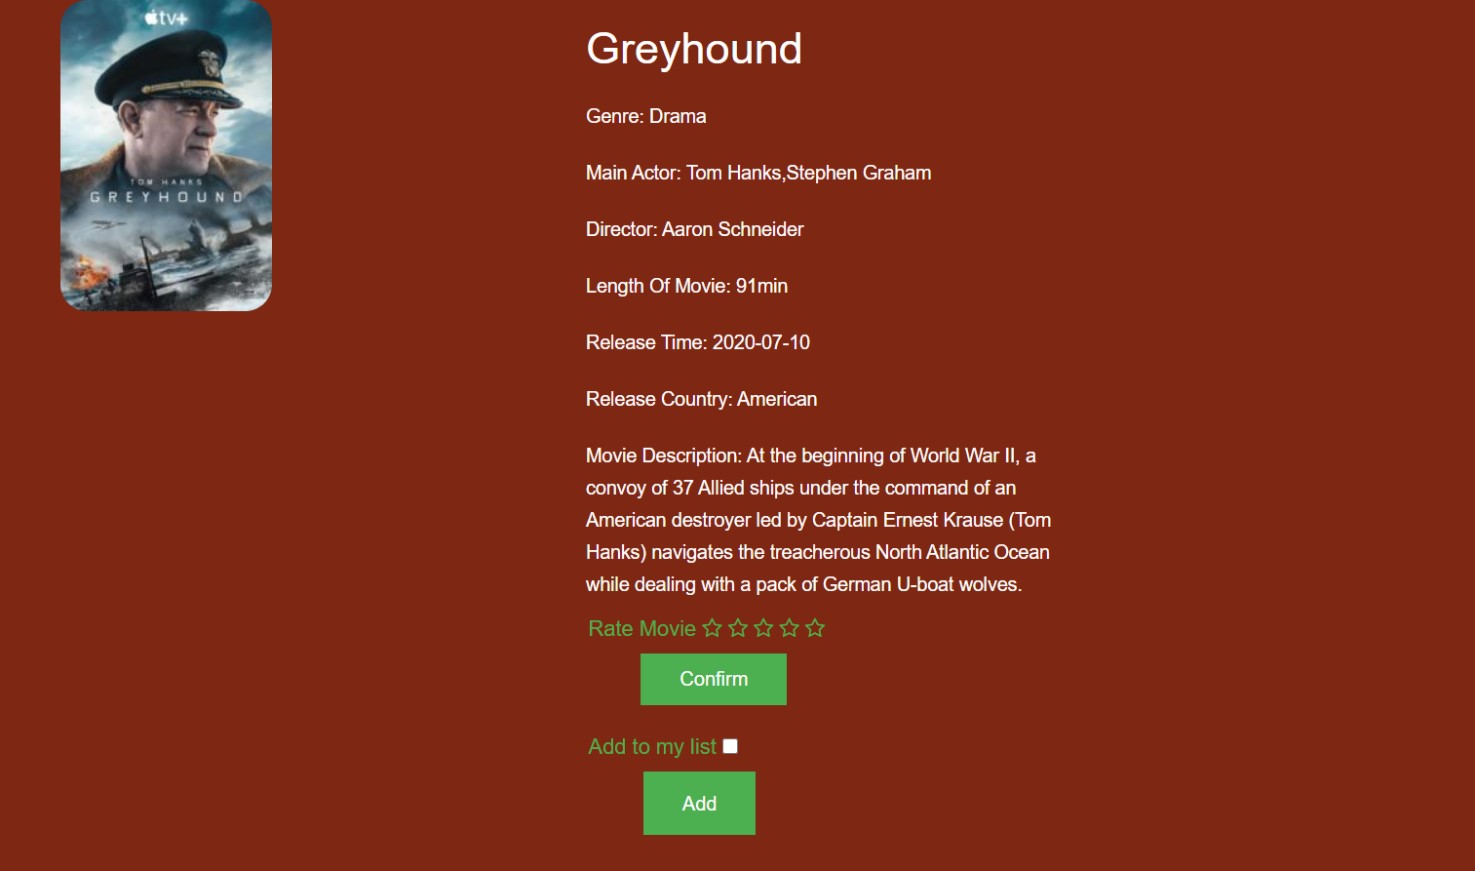 tv+
TOM HANKS
GREYHOUND
Greyhound
Genre: Drama
Main Actor: Tom Hanks,Stephen Graham
Director: Aaron Schneider
Length Of Movie: 91min
Release Time: 2020-07-10
Release Country: American
Movie Description: At the beginning of World War II, a
convoy of 37 Allied ships under the command of an
American destroyer led by Captain Ernest Krause (Tom
Hanks) navigates the treacherous North Atlantic Ocean
while dealing with a pack of German U-boat wolves.
Rate Movie
Confirm
Add to my list
Add